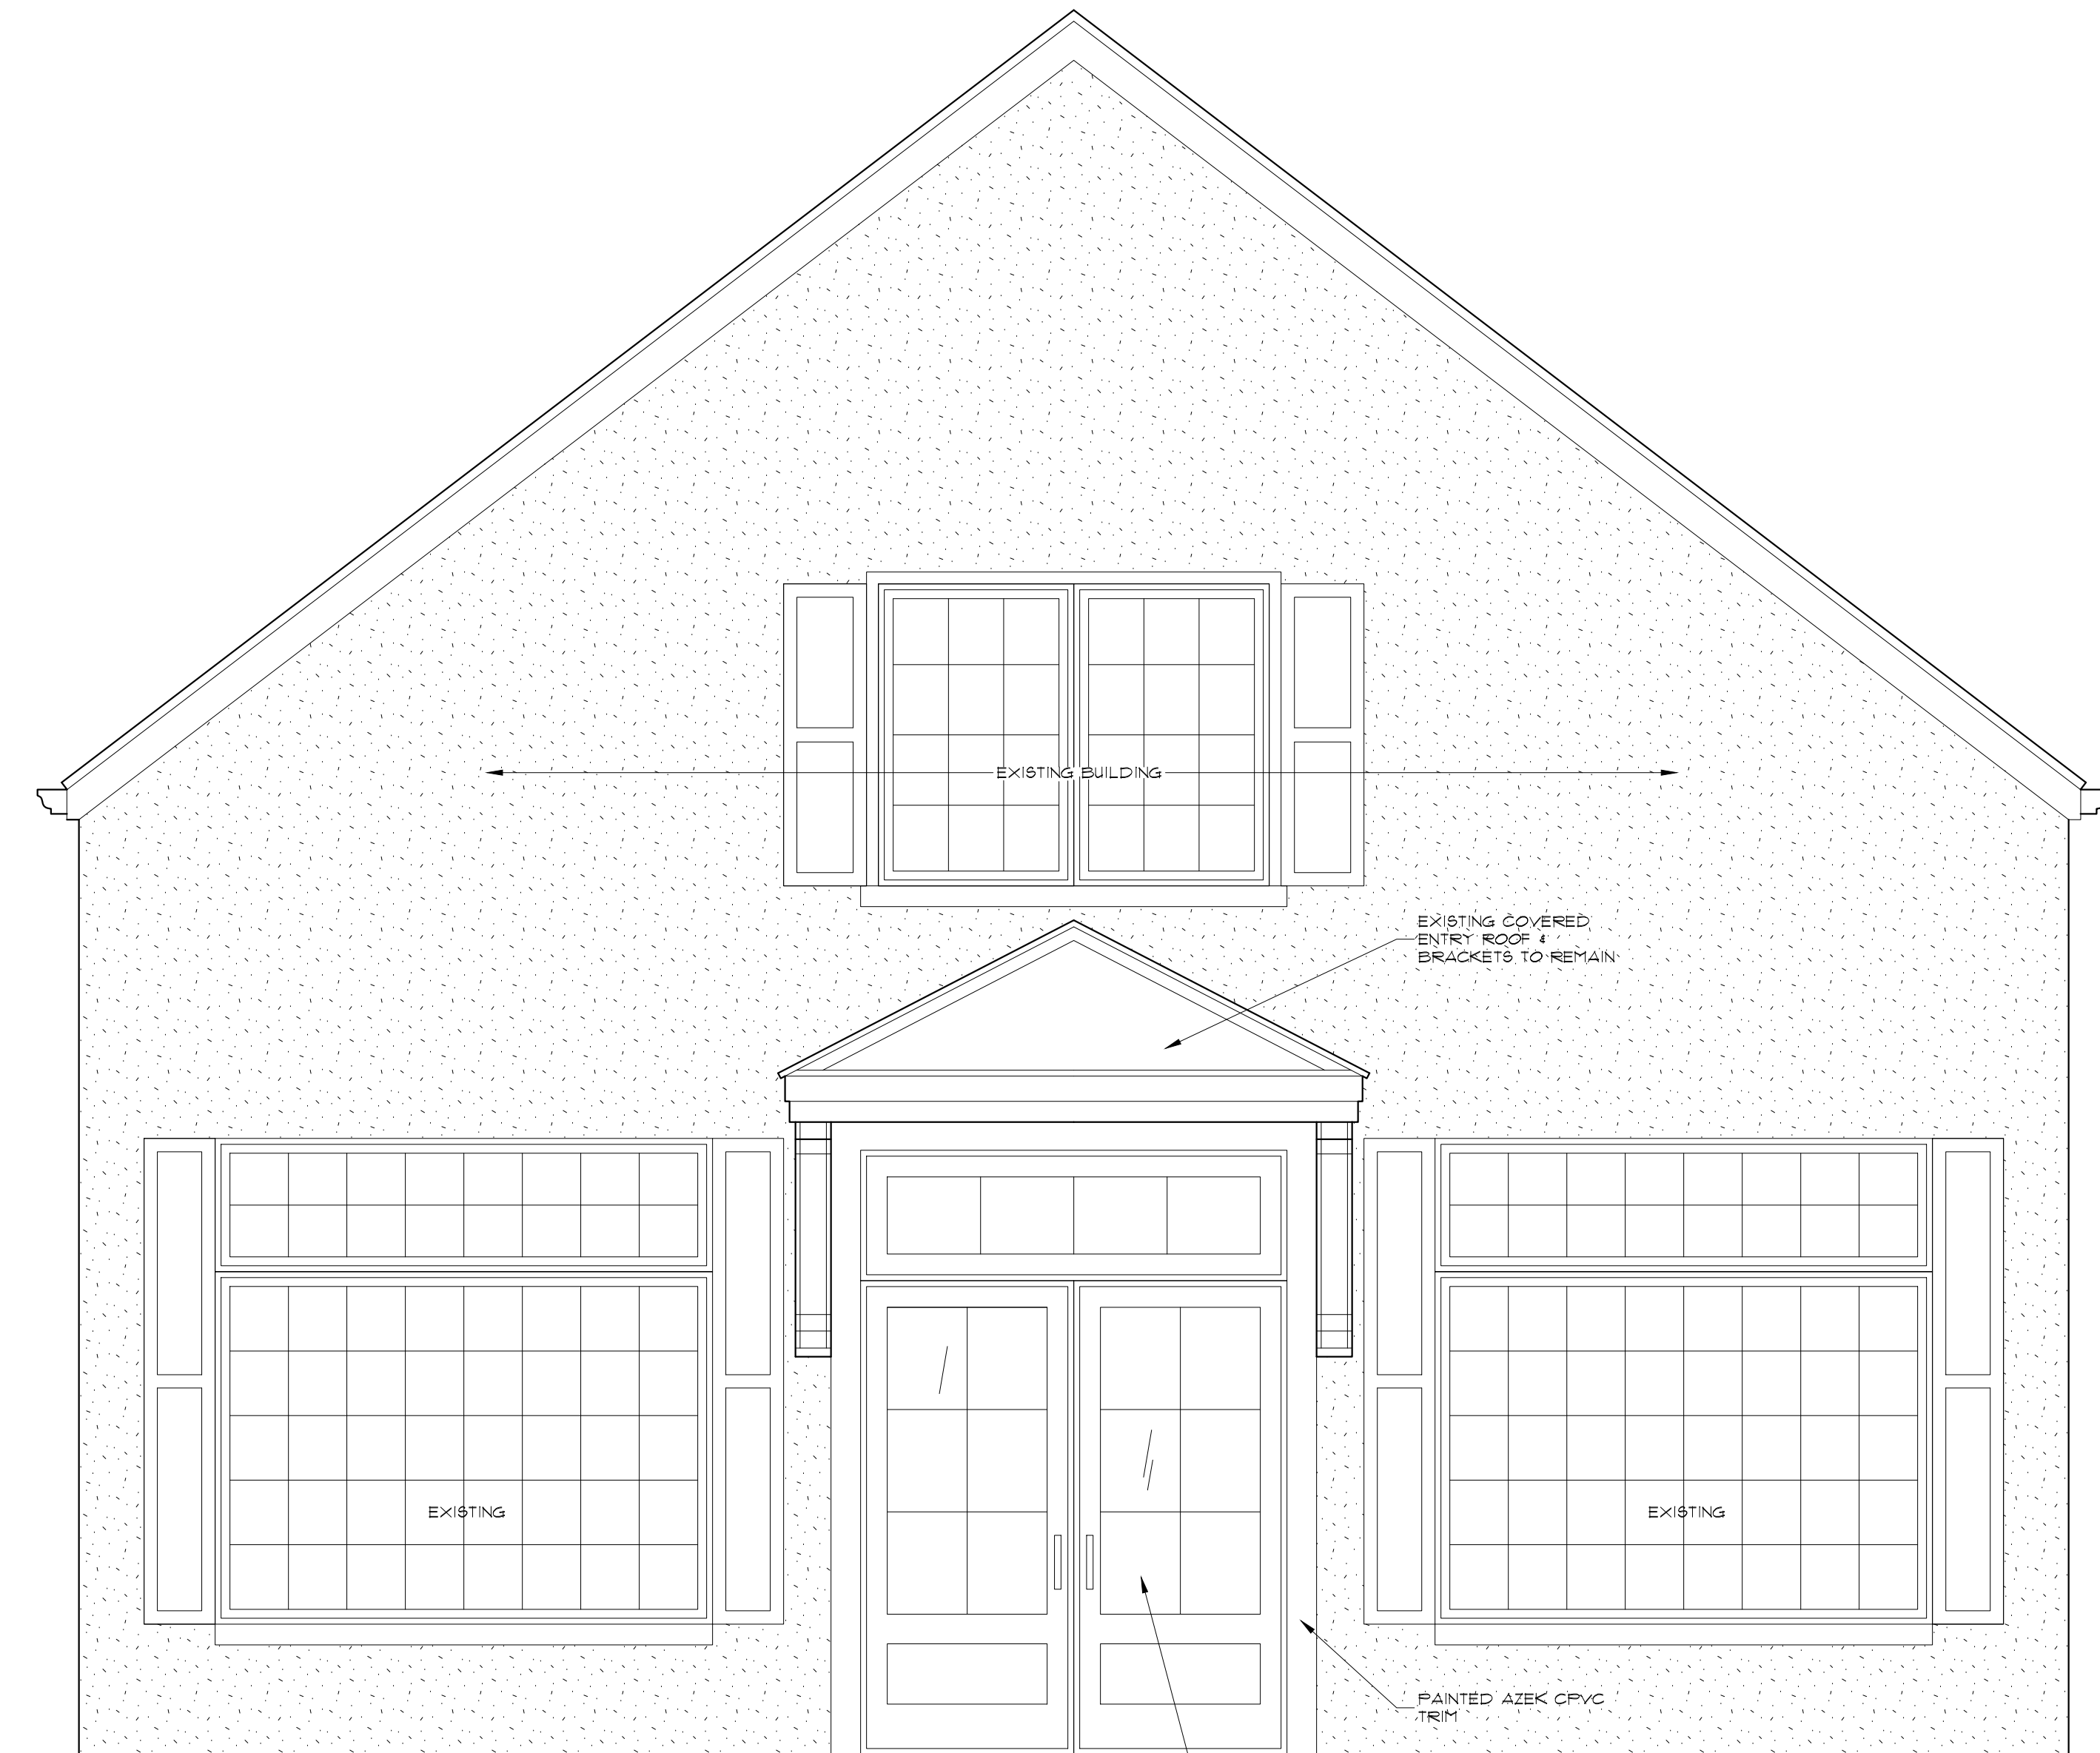 EXISTING BUILDING
EXISTING COVERED
ENTRY ROOF &
BRACKETS TO REMAIN
EXISTING
EXISTING
PAINTED AZEK CPVC
TRIM